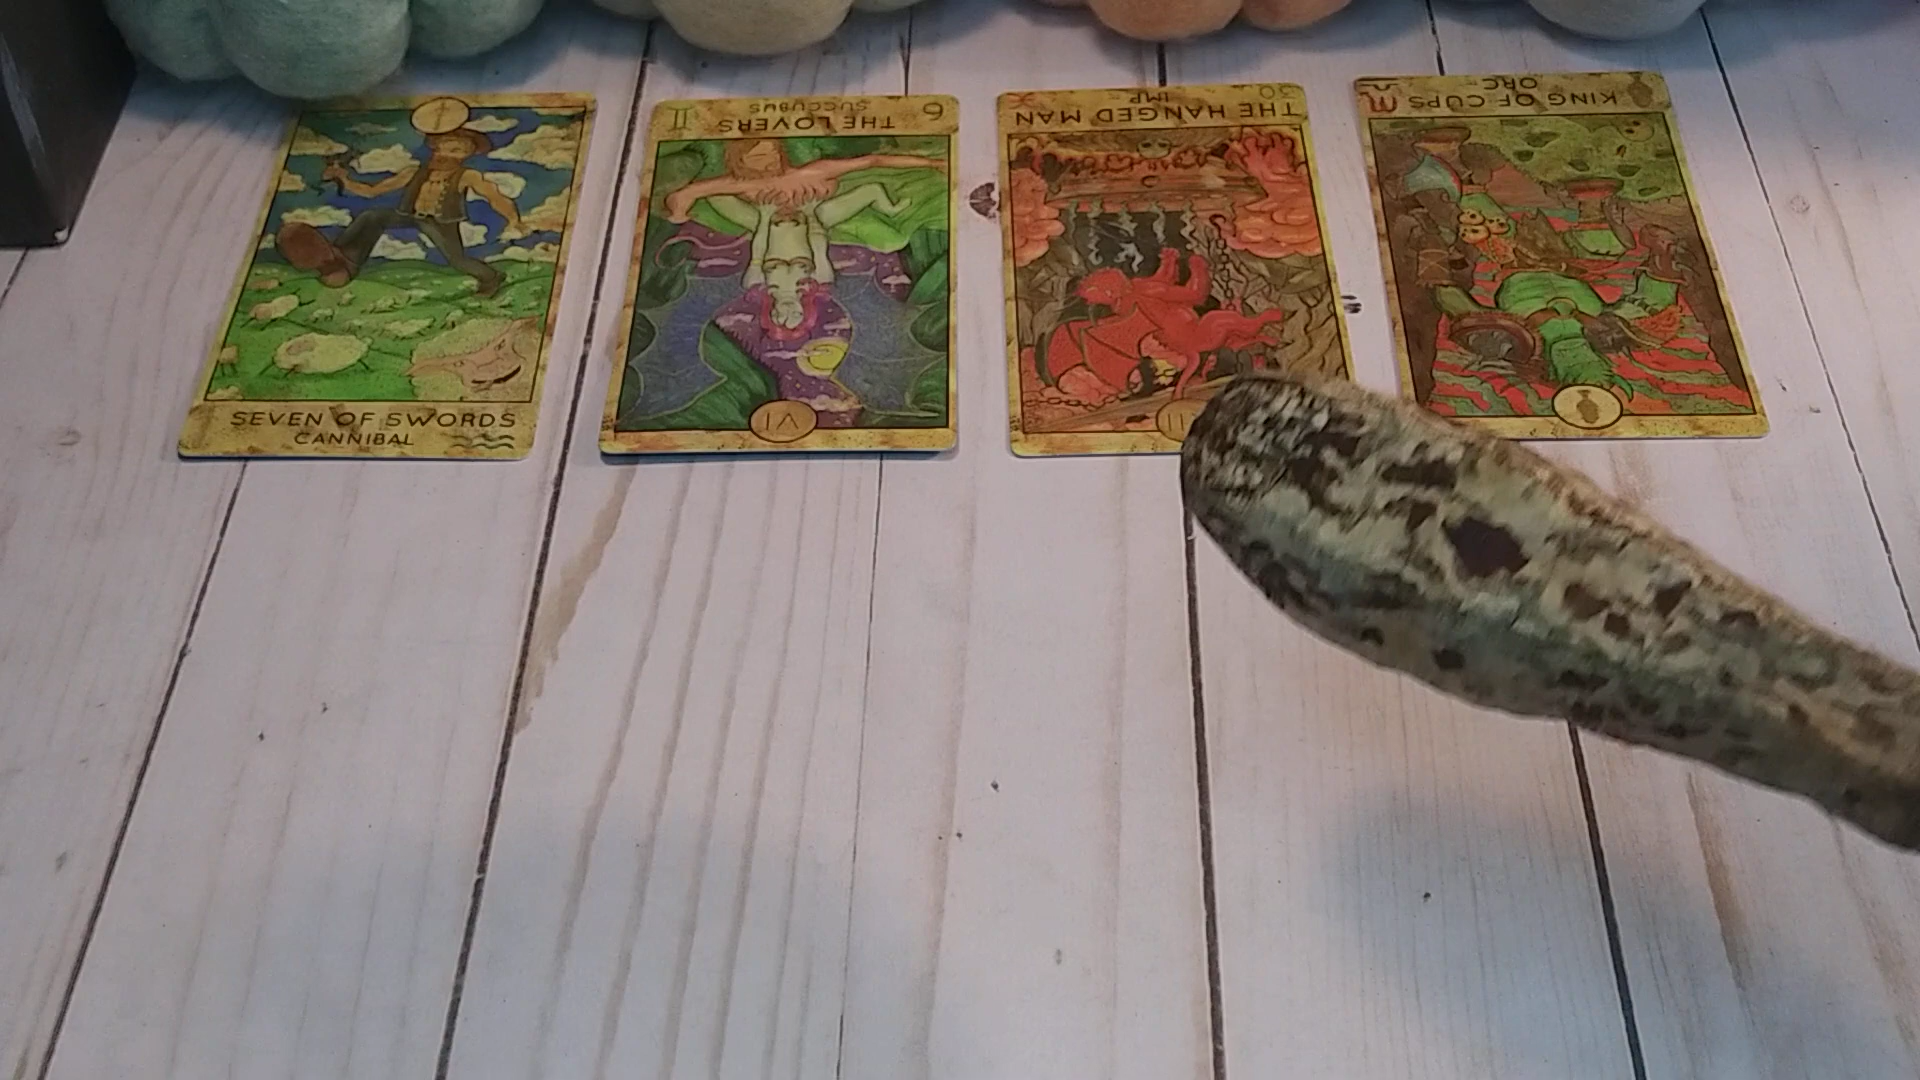 SEVEN OF SWORDS
CANNIBAL
6
THE LOVERS
SUCCUBUS
VI
THE HANGED MAN
IMP
KING OF CUPS
ORC